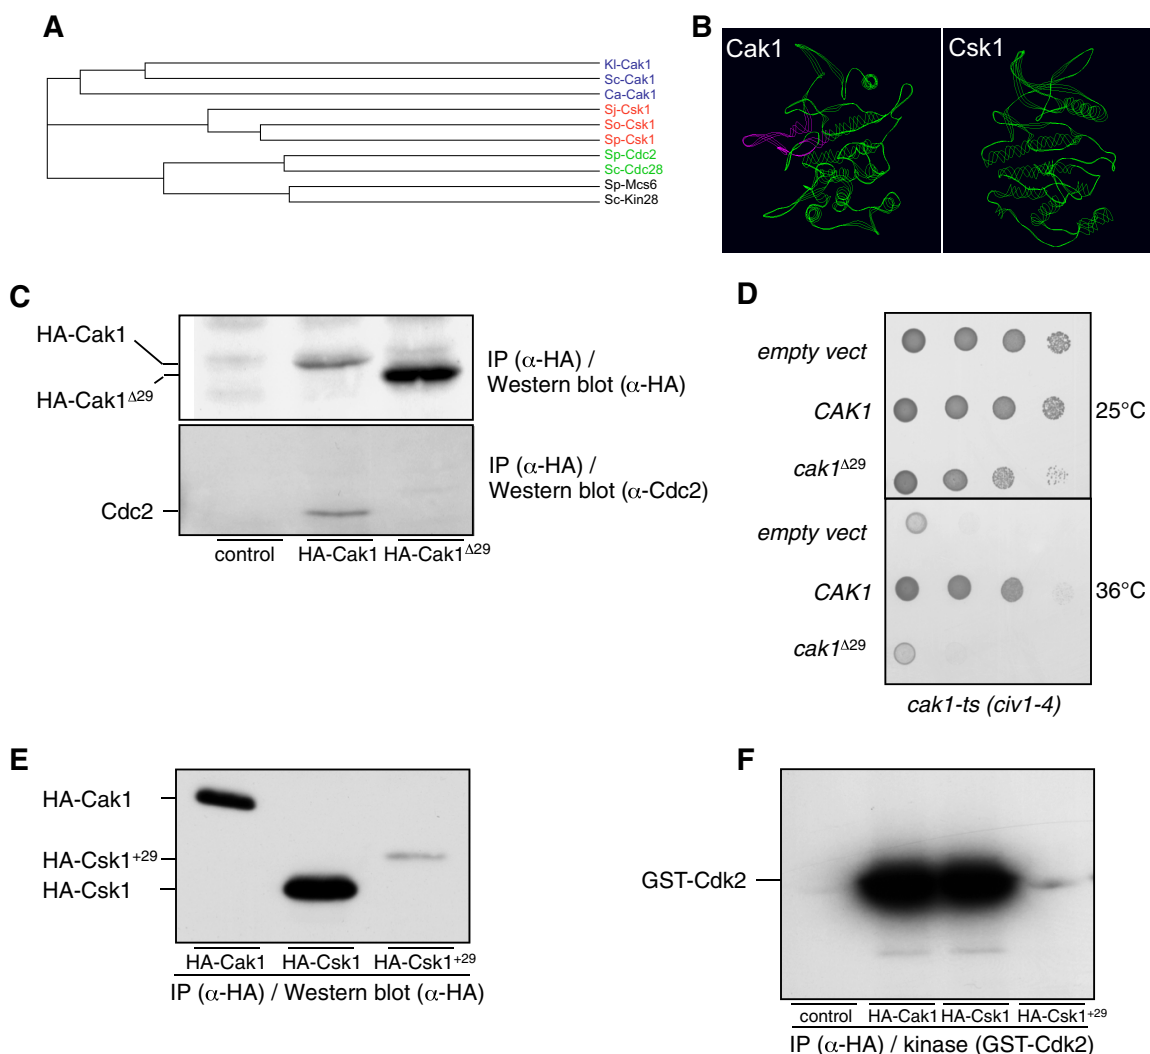 A
Kl-Cak1
Sc-Cak1
Ca-Cak1
Sj-Csk1
So-Csk1
Sp-Csk1
Sp-Cdc2
Sc-Cdc28
Sp-Mcs6
Sc-Kin28
B
Cak1
Csk1
C
HA-Cak1
HA-Cak1Δ29
IP (α-HA) /
Western blot (α-HA)
IP (α-HA) /
Western blot (α-Cdc2)
Cdc2
control
HA-Cak1
HA-Cak1Δ29
D
empty vect
CAK1
cak1Δ29
25°C
empty vect
CAK1
cak1Δ29
36°C
cak1-ts (civ1-4)
E
HA-Cak1
HA-Csk1+29
HA-Csk1
HA-Cak1
HA-Csk1
HA-Csk1+29
IP (α-HA) / Western blot (α-HA)
F
GST-Cdk2
control
HA-Cak1
HA-Csk1
HA-Csk1+29
IP (α-HA) / kinase (GST-Cdk2)